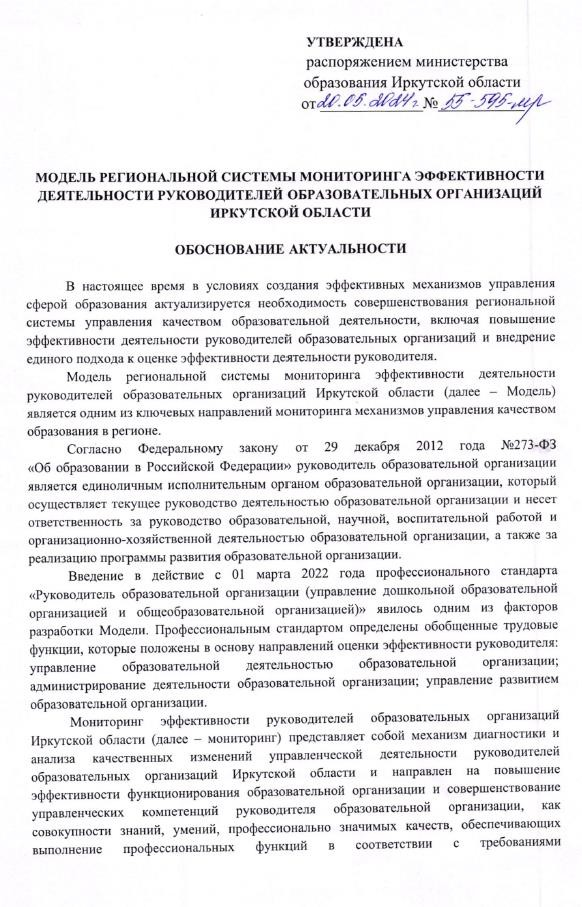 УТВЕРЖДЕНА
распоряжением министерства
образования Иркутской области
от 20.05.2024 г. № 55-595-мр
МОДЕЛЬ РЕГИОНАЛЬНОЙ СИСТЕМЫ МОНИТОРИНГА ЭФФЕКТИВНОСТИ
ДЕЯТЕЛЬНОСТИ РУКОВОДИТЕЛЕЙ ОБРАЗОВАТЕЛЬНЫХ ОРГАНИЗАЦИЙ
ИРКУТСКОЙ ОБЛАСТИ
ОБОСНОВАНИЕ АКТУАЛЬНОСТИ
В настоящее время в условиях создания эффективных механизмов управления
сферой образования актуализируется необходимость совершенствования региональной
системы управления качеством образовательной деятельности, включая повышение
эффективности деятельности руководителей образовательных организаций и внедрение
единого подхода к оценке эффективности деятельности руководителя.
Модель региональной системы мониторинга эффективности деятельности
руководителей образовательных организаций Иркутской области (далее – Модель)
является одним из ключевых направлений мониторинга механизмов управления качеством
образования в регионе.
Согласно Федеральному закону от 29 декабря 2012 года №273-ФЗ
«Об образовании в Российской Федерации» руководитель образовательной организации
является единоличным исполнительным органом образовательной организации, который
осуществляет текущее руководство деятельностью образовательной организации и несет
ответственность за руководство образовательной, научной, воспитательной работой и
организационно-хозяйственной деятельностью образовательной организации, а также за
реализацию программы развития образовательной организации.
Введение в действие с 01 марта 2022 года профессионального стандарта
«Руководитель образовательной организации (управление дошкольной образовательной
организацией и общеобразовательной организацией)» явилось одним из факторов
разработки Модели. Профессиональным стандартом определены обобщенные трудовые
функции, которые положены в основу направлений оценки эффективности руководителя:
управление образовательной деятельностью образовательной организации;
администрирование деятельности образовательной организации; управление развитием
образовательной организации.
Мониторинг эффективности руководителей образовательных организаций
Иркутской области (далее – мониторинг) представляет собой механизм диагностики и
анализа качественных изменений управленческой деятельности руководителей
образовательных организаций Иркутской области и направлен на повышение
эффективности функционирования образовательной организации и совершенствование
управленческих компетенций руководителя образовательной организации, как
совокупности знаний, умений, профессионально значимых качеств, обеспечивающих
выполнение профессиональных функций в соответствии с требованиями